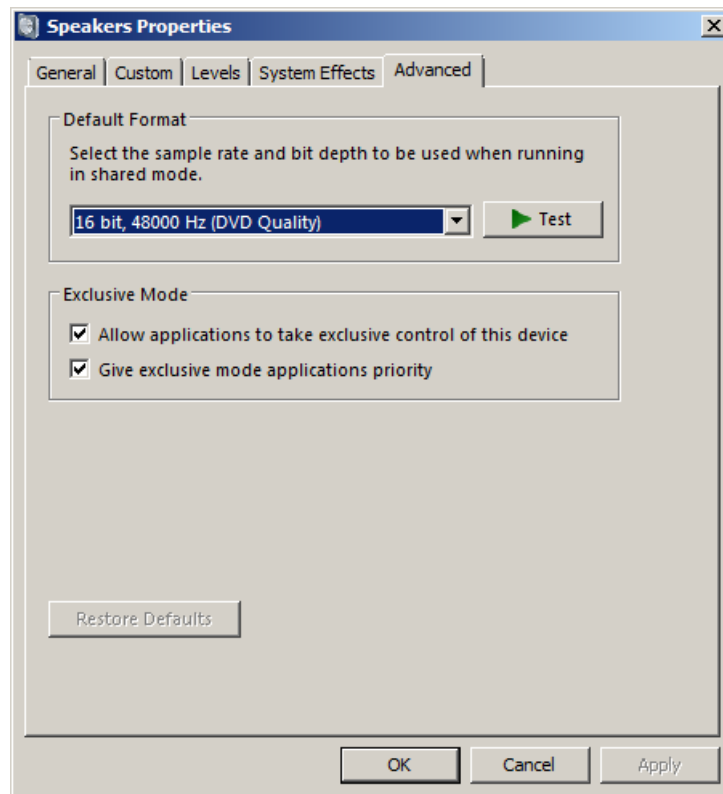 Speakers Properties
General
Custom
Levels
System Effects
Advanced
Default Format
Select the sample rate and bit depth to be used when running
in shared mode.
16 bit, 48000 Hz (DVD Quality)
Test
Exclusive Mode
Allow applications to take exclusive control of this device
Give exclusive mode applications priority
Restore Defaults
OK
Cancel
Apply